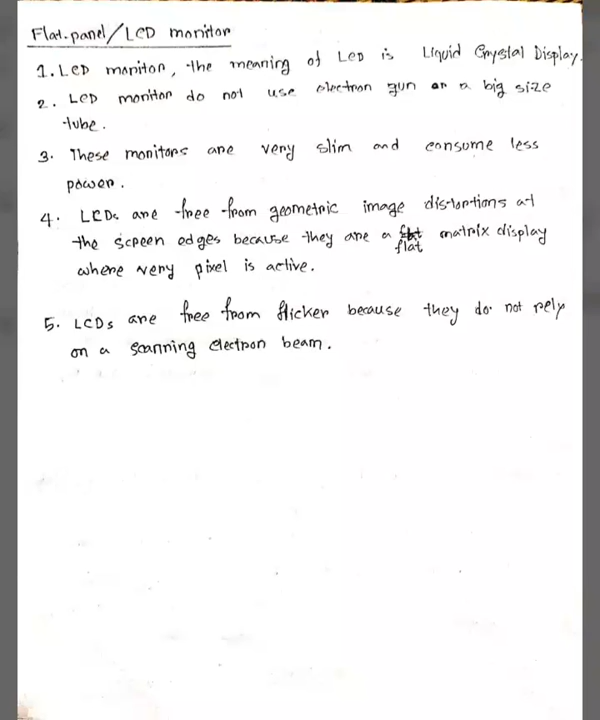 Flat-panel/LCD monitor
1. LCD monitor, the meaning of LCD is Liquid Crystal Display.
2. LCD monitor do not use electron gun or a big size
tube.
3. These monitors are very slim and consume less
power.
4. LCDs are free from geometric image distortions at
the screen edges because they are a flat matrix display
where very pixel is active.
5. LCDs are free from flicker because they do not rely
on a scanning electron beam.